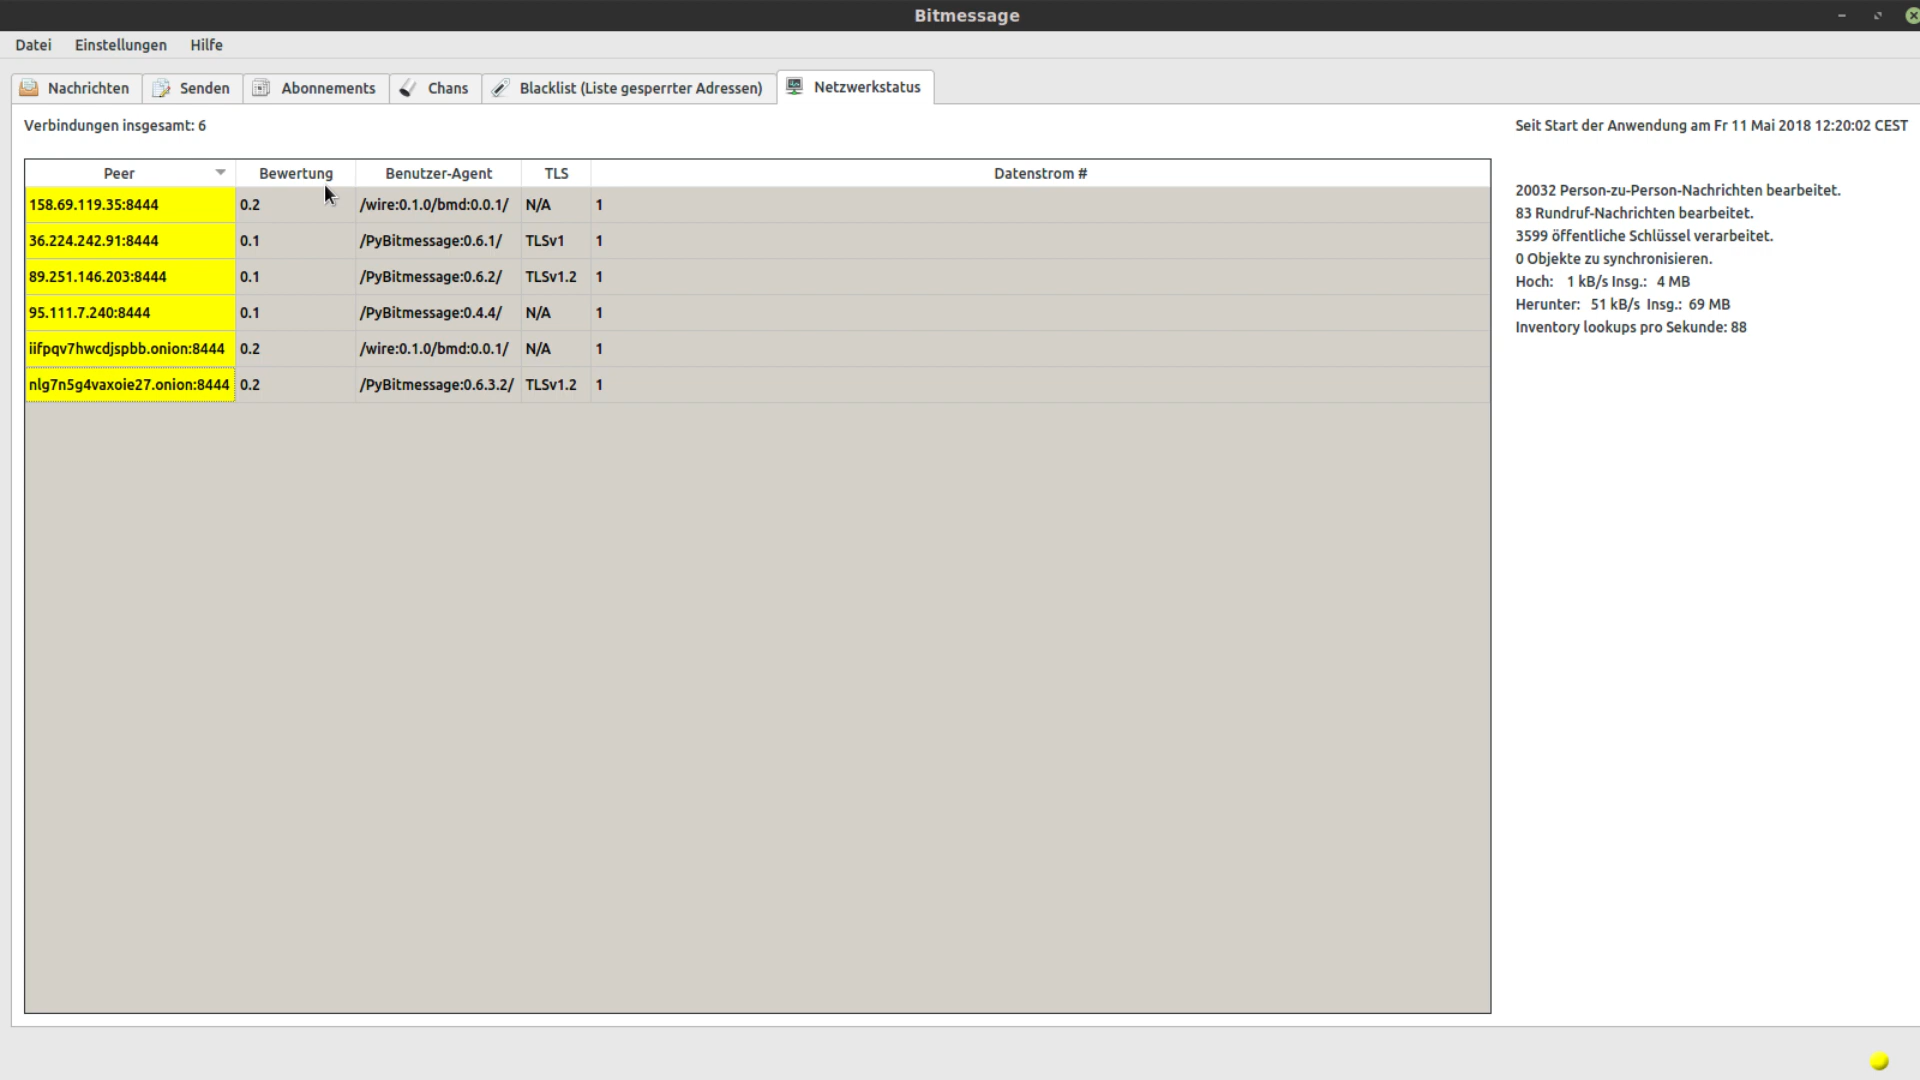 Bitmessage
Datei Einstellungen Hilfe
Nachrichten Senden Abonnements Chans Blacklist (Liste gesperrter Adressen) Netzwerkstatus
Verbindungen insgesamt: 6
Seit Start der Anwendung am Fr 11 Mai 2018 12:20:02 CEST
Peer Bewertung Benutzer-Agent TLS Datenstrom #
158.69.119.35:8444 0.2 /wire:0.1.0/bmd:0.0.1/ N/A 1
36.224.242.91:8444 0.1 /PyBitmessage:0.6.1/ TLSv1 1
89.251.146.203:8444 0.1 /PyBitmessage:0.6.2/ TLSv1.2 1
95.111.7.240:8444 0.1 /PyBitmessage:0.4.4/ N/A 1
iifpqv7hwcdjspbb.onion:8444 0.2 /wire:0.1.0/bmd:0.0.1/ N/A 1
nlg7n5g4vaxoie27.onion:8444 0.2 /PyBitmessage:0.6.3.2/ TLSv1.2 1
20032 Person-zu-Person-Nachrichten bearbeitet.
83 Rundruf-Nachrichten bearbeitet.
3599 öffentliche Schlüssel verarbeitet.
0 Objekte zu synchronisieren.
Hoch: 1 kB/s Insg.: 4 MB
Herunter: 51 kB/s Insg.: 69 MB
Inventory lookups pro Sekunde: 88